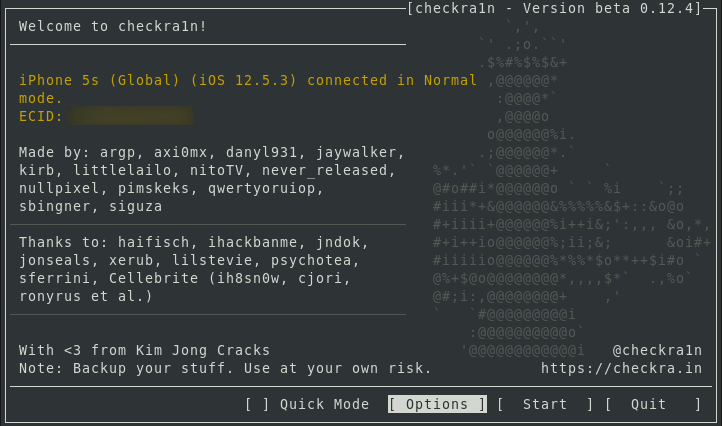 [checkra1n - Version beta 0.12.4]
Welcome to checkra1n!
iPhone 5s (Global) (iOS 12.5.3) connected in Normal
mode.
ECID:
Made by: argp, axi0mx, danyl931, jaywalker,
kirb, littlelailo, nitoTV, never_released,
nullpixel, pimskeks, qwertyoruiop,
sbingner, siguza
Thanks to: haifisch, ihackbanme, jndok,
jonseals, xerub, lilstevie, psychotea,
sferrini, Cellebrite (ih8sn0w, cjori,
ronyrus et al.)
With <3 from Kim Jong Cracks
@checkra1n
Note: Backup your stuff. Use at your own risk.
https://checkra.in
[ ] Quick Mode [ Options ] [ Start ] [ Quit ]